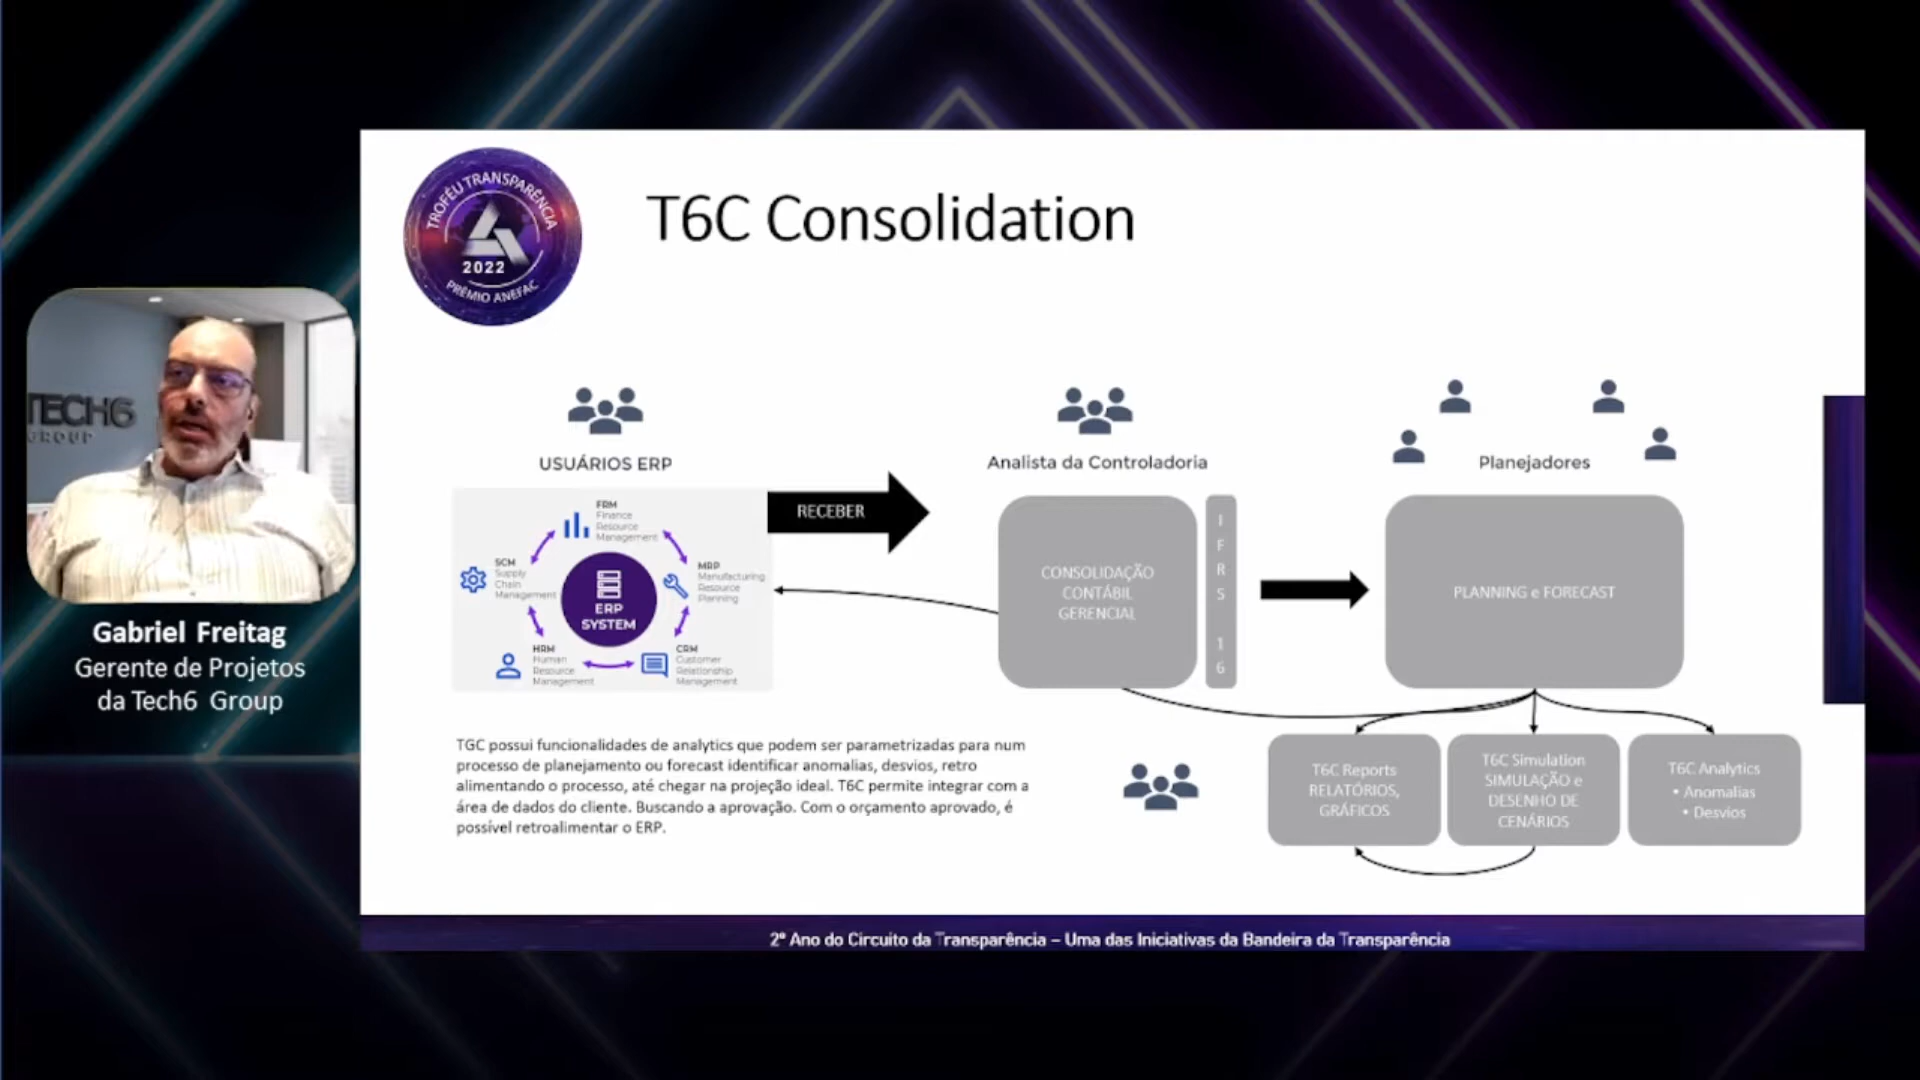 TROFÉU TRANSPARÊNCIA
2022
PRÊMIO ANEFAC
T6C Consolidation
TECH6
GROUP
Gabriel Freitag
Gerente de Projetos
da Tech6 Group
USUÁRIOS ERP
FRM
Finance
Resource
Management
SCM
Supply
Chain
Management
MRP
Manufacturing
Resource
Planning
ERP
SYSTEM
HRM
Human
Resource
Management
CRM
Customer
Relationship
Management
RECEBER
Analista da Controladoria
CONSOLIDAÇÃO
CONTÁBIL
GERENCIAL
I
F
R
S
1
6
Planejadores
PLANNING e FORECAST
TGC possui funcionalidades de analytics que podem ser parametrizadas para num
processo de planejamento ou forecast identificar anomalias, desvios, retro
alimentando o processo, até chegar na projeção ideal. T6C permite integrar com a
área de dados do cliente. Buscando a aprovação. Com o orçamento aprovado, é
possível retroalimentar o ERP.
T6C Reports
RELATÓRIOS,
GRÁFICOS
T6C Simulation
SIMULAÇÃO e
DESENHO DE
CENÁRIOS
T6C Analytics
• Anomalias
• Desvios
2º Ano do Circuito da Transparência – Uma das Iniciativas da Bandeira da Transparência